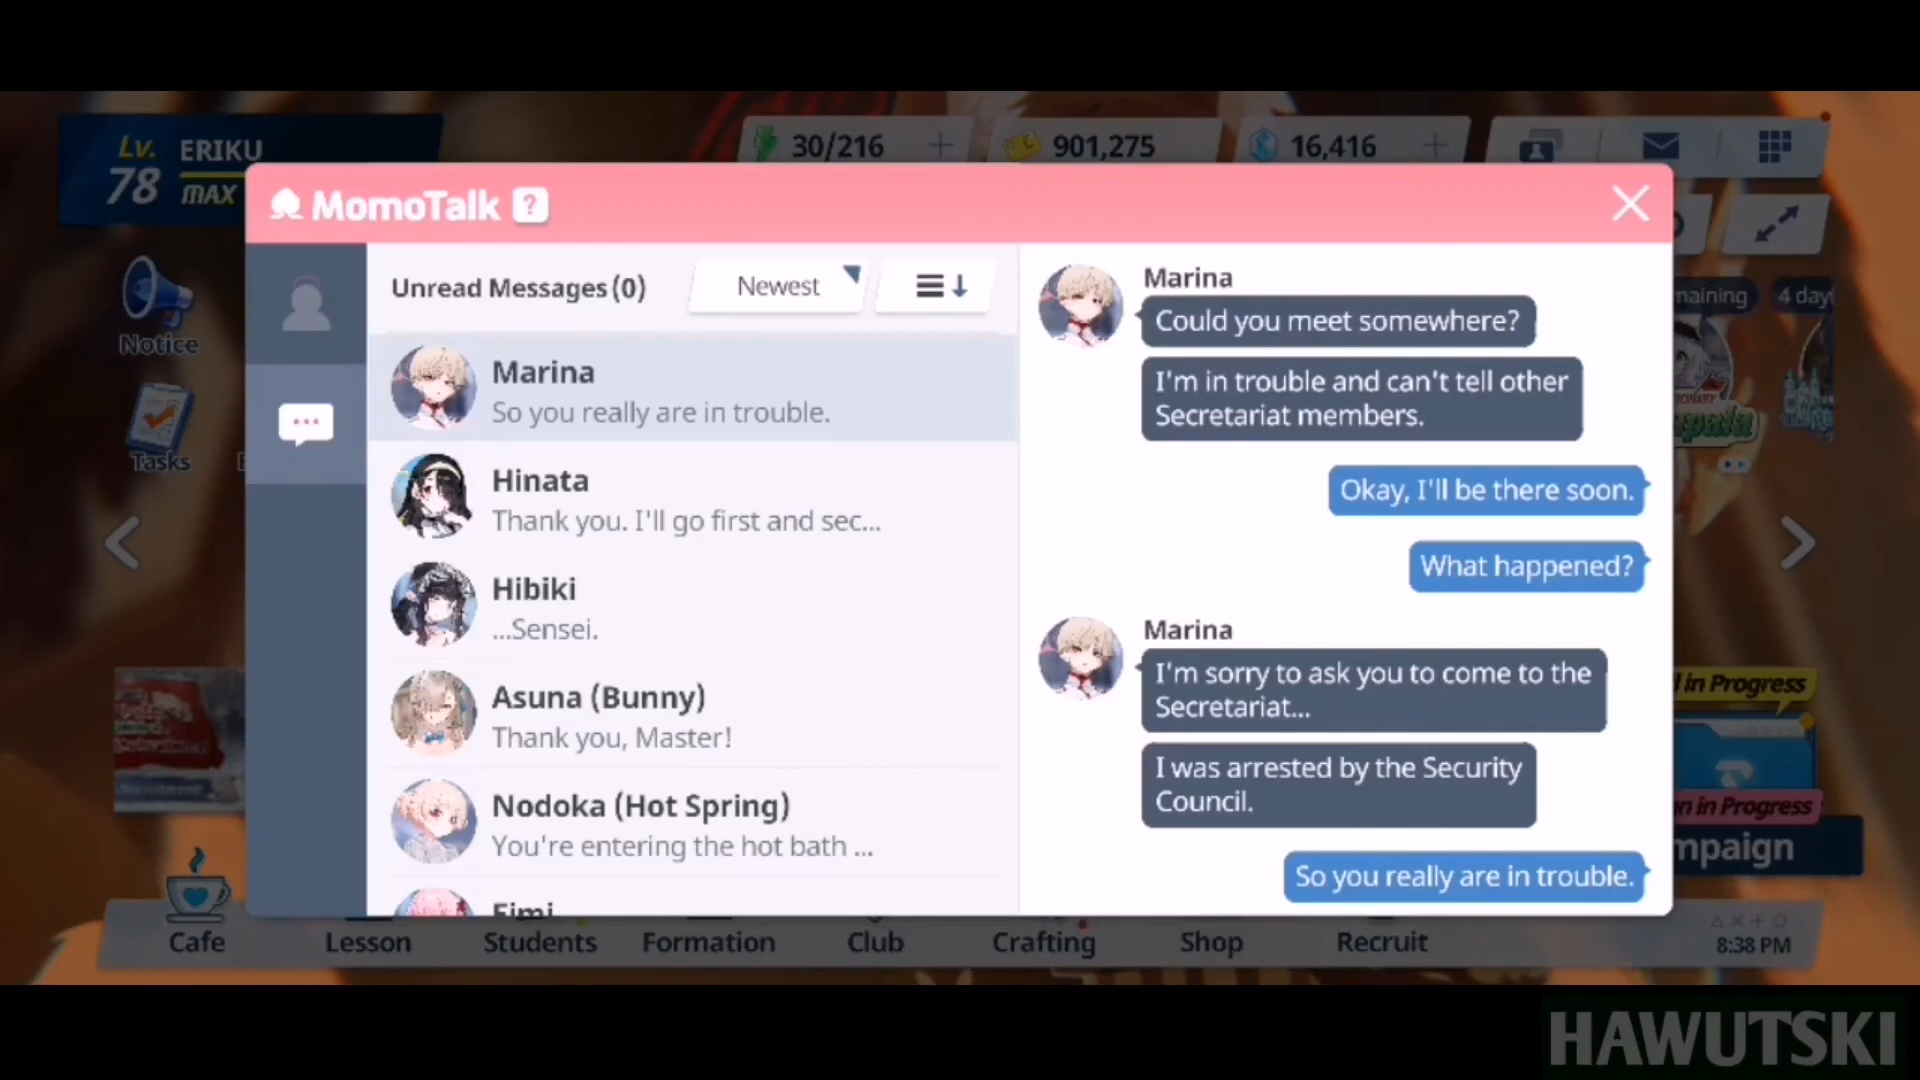 Lv. ERIKU
78 MAX
30/216
901,275
16,416
MomoTalk ?
Notice
Tasks
Unread Messages (0)
Newest
Marina
So you really are in trouble.
Hinata
Thank you. I'll go first and sec...
Hibiki
...Sensei.
Asuna (Bunny)
Thank you, Master!
Nodoka (Hot Spring)
You're entering the hot bath ...
Eimi
Marina
Could you meet somewhere?
I'm in trouble and can't tell other
Secretariat members.
Okay, I'll be there soon.
What happened?
Marina
I'm sorry to ask you to come to the
Secretariat...
I was arrested by the Security
Council.
So you really are in trouble.
naining
4 day
in Progress
n in Progress
mpaign
Cafe
Lesson
Students
Formation
Club
Crafting
Shop
Recruit
8:38 PM
HAWUTSKI